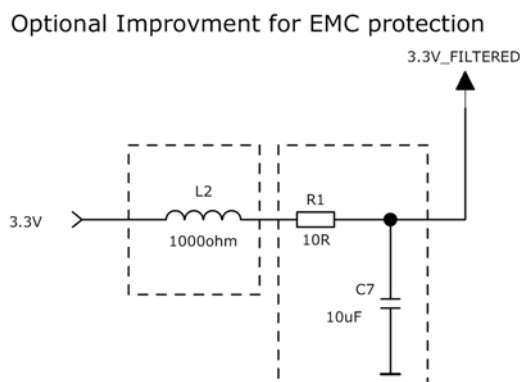 Optional Improvment for EMC protection
3.3V_FILTERED
L2
R1
3.3V
1000ohm
10R
C7
10uF